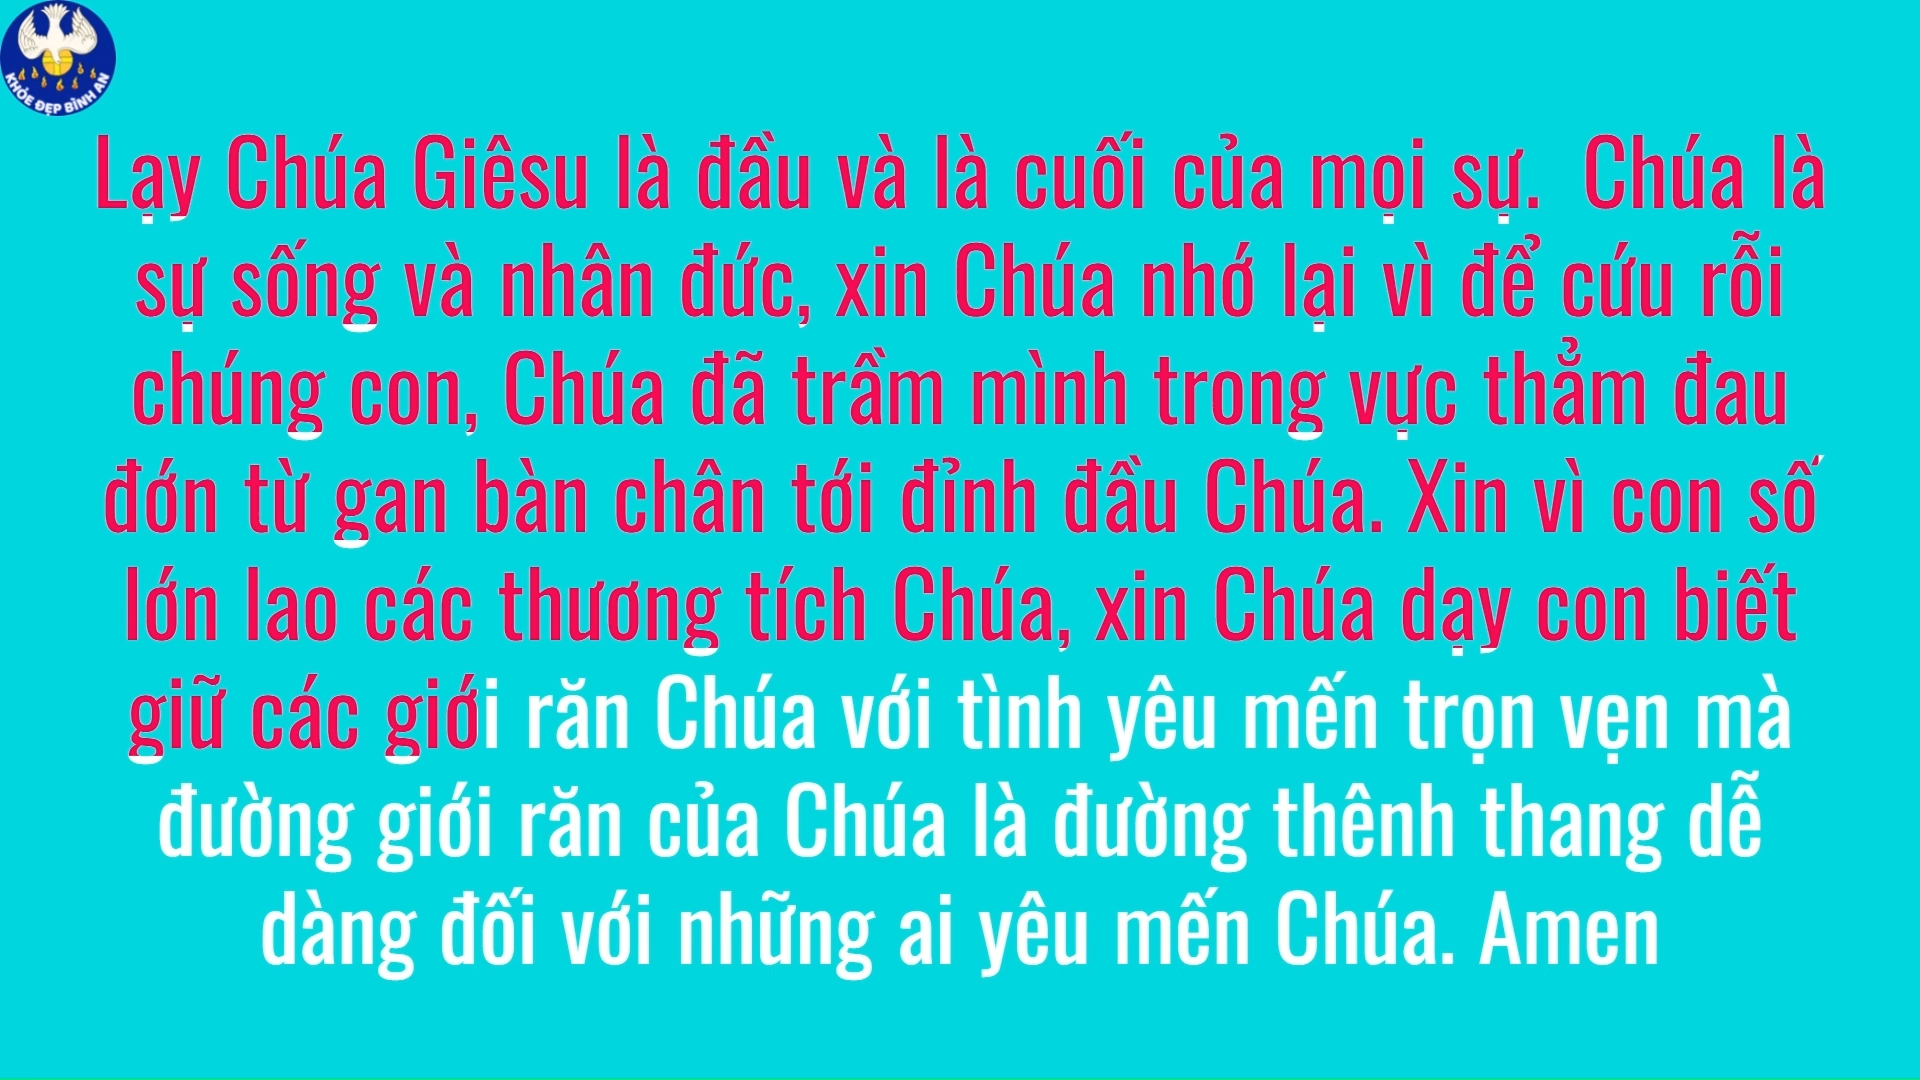 KHỎE ĐẸP BÌNH AN
Lạy Chúa Giêsu là đầu và là cuối của mọi sự. Chúa là
sự sống và nhân đức, xin Chúa nhớ lại vì để cứu rỗi
chúng con, Chúa đã trầm mình trong vực thẳm đau
đớn từ gan bàn chân tới đỉnh đầu Chúa. Xin vì con số
lớn lao các thương tích Chúa, xin Chúa dạy con biết
giữ các giới răn Chúa với tình yêu mến trọn vẹn mà
đường giới răn của Chúa là đường thênh thang dễ
dàng đối với những ai yêu mến Chúa. Amen